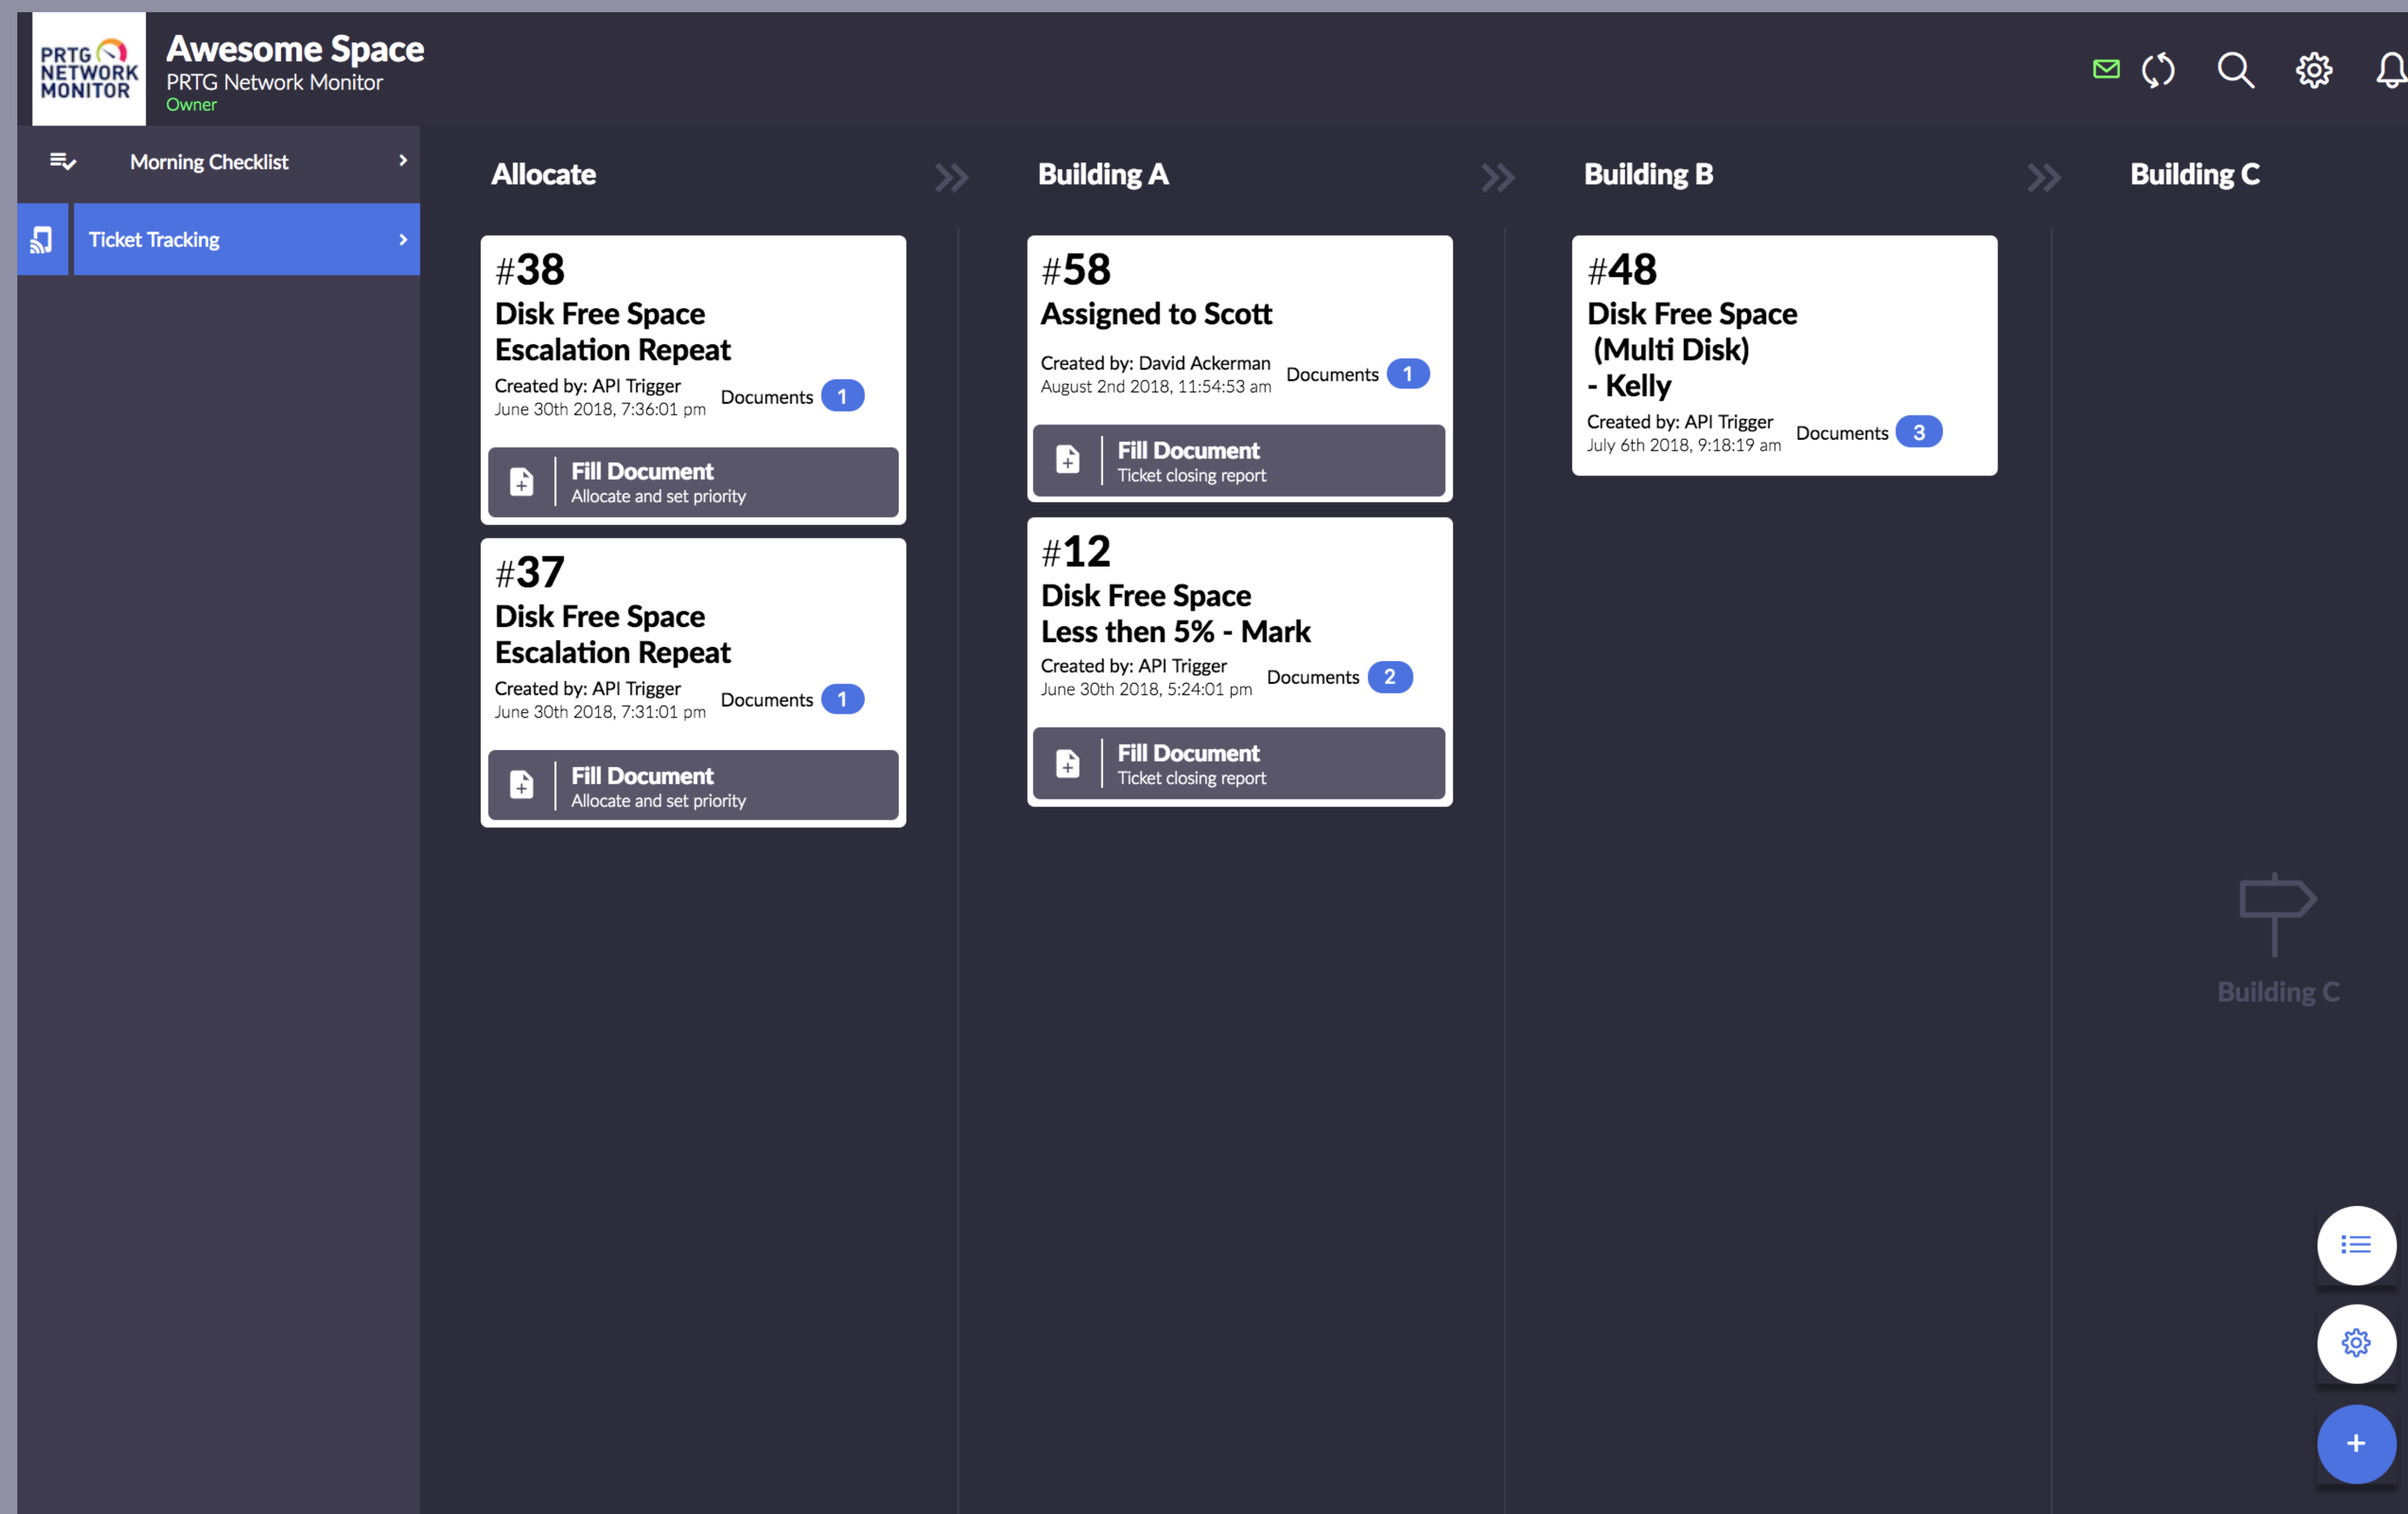 PRTG
NETWORK
MONITOR
Awesome Space
PRTG Network Monitor
Owner
Morning Checklist
Ticket Tracking
Allocate
#38
Disk Free Space
Escalation Repeat
Created by: API Trigger
June 30th 2018, 7:36:01 pm
Documents 1
Fill Document
Allocate and set priority
#37
Disk Free Space
Escalation Repeat
Created by: API Trigger
June 30th 2018, 7:31:01 pm
Documents 1
Fill Document
Allocate and set priority
Building A
#58
Assigned to Scott
Created by: David Ackerman
August 2nd 2018, 11:54:53 am
Documents 1
Fill Document
Ticket closing report
#12
Disk Free Space
Less then 5% - Mark
Created by: API Trigger
June 30th 2018, 5:24:01 pm
Documents 2
Fill Document
Ticket closing report
Building B
#48
Disk Free Space
(Multi Disk)
- Kelly
Created by: API Trigger
July 6th 2018, 9:18:19 am
Documents 3
Building C
Building C